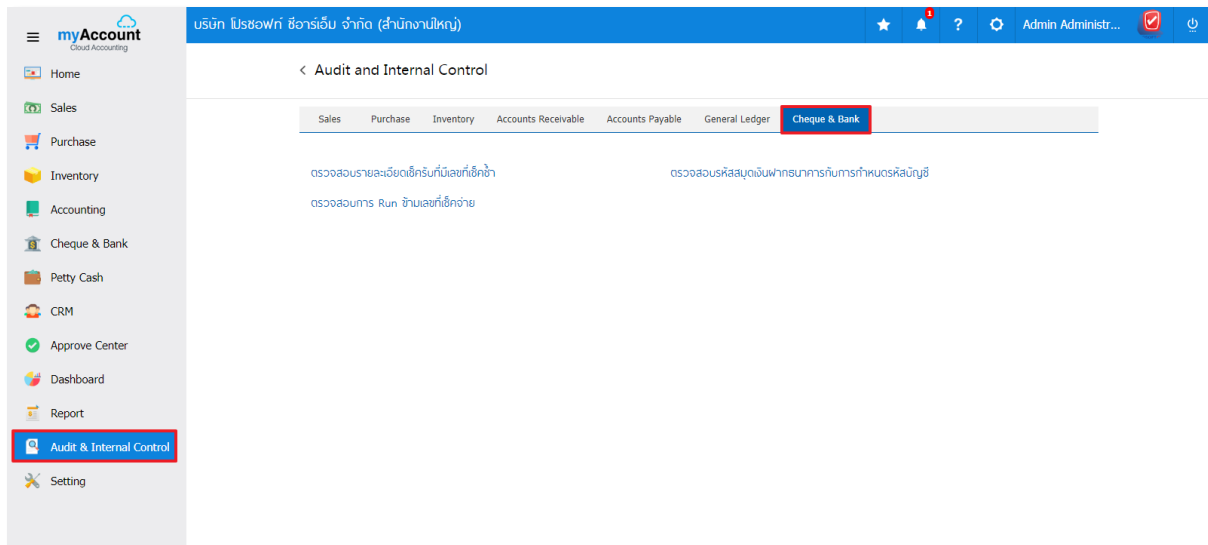 myAccount
Cloud Accounting
บริษัท โปรซอฟท์ ซีอาร์เอ็ม จำกัด (สำนักงานใหญ่)
1
?
Admin Administr...
Home
Sales
Purchase
Inventory
Accounting
Cheque & Bank
Petty Cash
CRM
Approve Center
Dashboard
Report
Audit & Internal Control
Setting
< Audit and Internal Control
Sales Purchase Inventory Accounts Receivable Accounts Payable General Ledger Cheque & Bank
ตรวจสอบรายละเอียดเช็ครับที่มีเลขที่เช็คซ้ำ ตรวจสอบรหัสสมุดเงินฝากธนาคารกับการกำหนดรหัสบัญชี
ตรวจสอบการ Run ข้ามเลขที่เช็คจ่าย